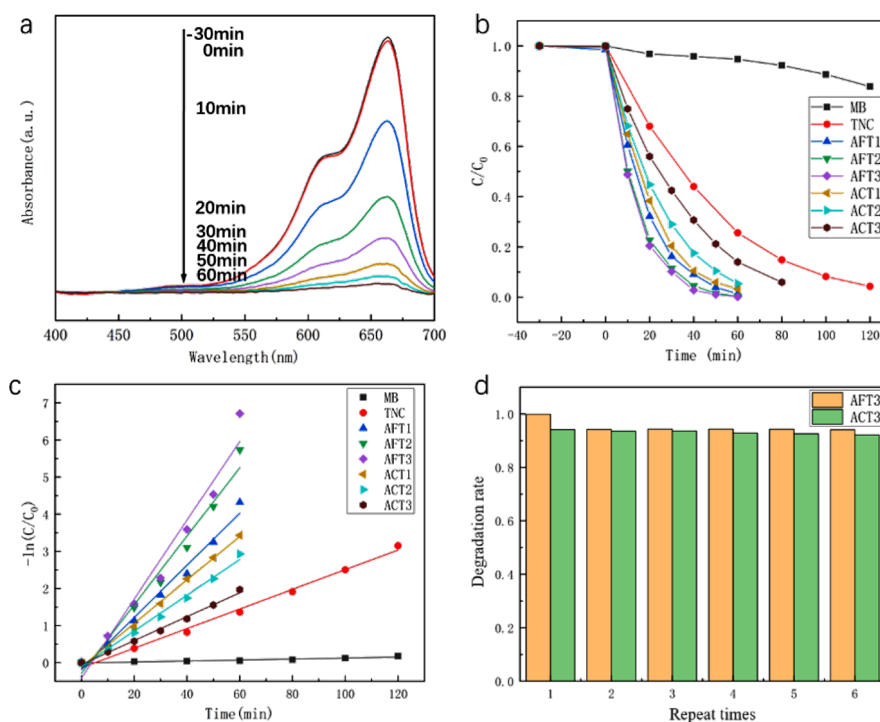 a
-30min
0min
10min
20min
30min
40min
50min
60min
Absorbance(a.u.)
400 450 500 550 600 650 700
Wavelength(nm)
b
1.0
0.8
0.6
0.4
0.2
0.0
C/C0
MB
TNC
AFT1
AFT2
AFT3
ACT1
ACT2
ACT3
-40 -20 0 20 40 60 80 100 120
Time (min)
c
7
6
5
4
3
2
1
0
-ln(C/C0)
MB
TNC
AFT1
AFT2
AFT3
ACT1
ACT2
ACT3
0 20 40 60 80 100 120
Time(min)
d
AFT3
ACT3
1.0
0.8
0.6
0.4
0.2
0.0
Degradation rate
1 2 3 4 5 6
Repeat times